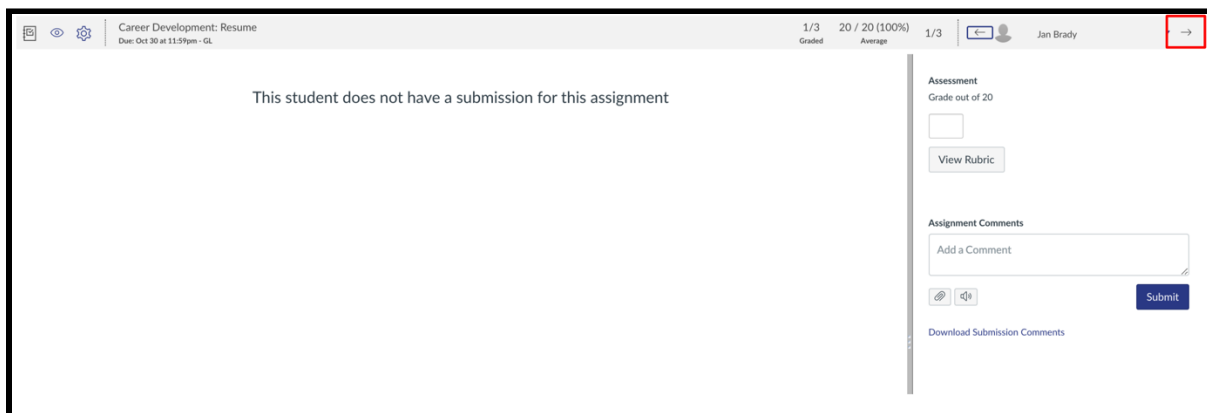 Career Development: Resume
Due: Oct 30 at 11:59pm - GL
1/3
Graded
20 / 20 (100%)
Average
1/3
Jan Brady
This student does not have a submission for this assignment
Assessment
Grade out of 20
View Rubric
Assignment Comments
Add a Comment
Submit
Download Submission Comments